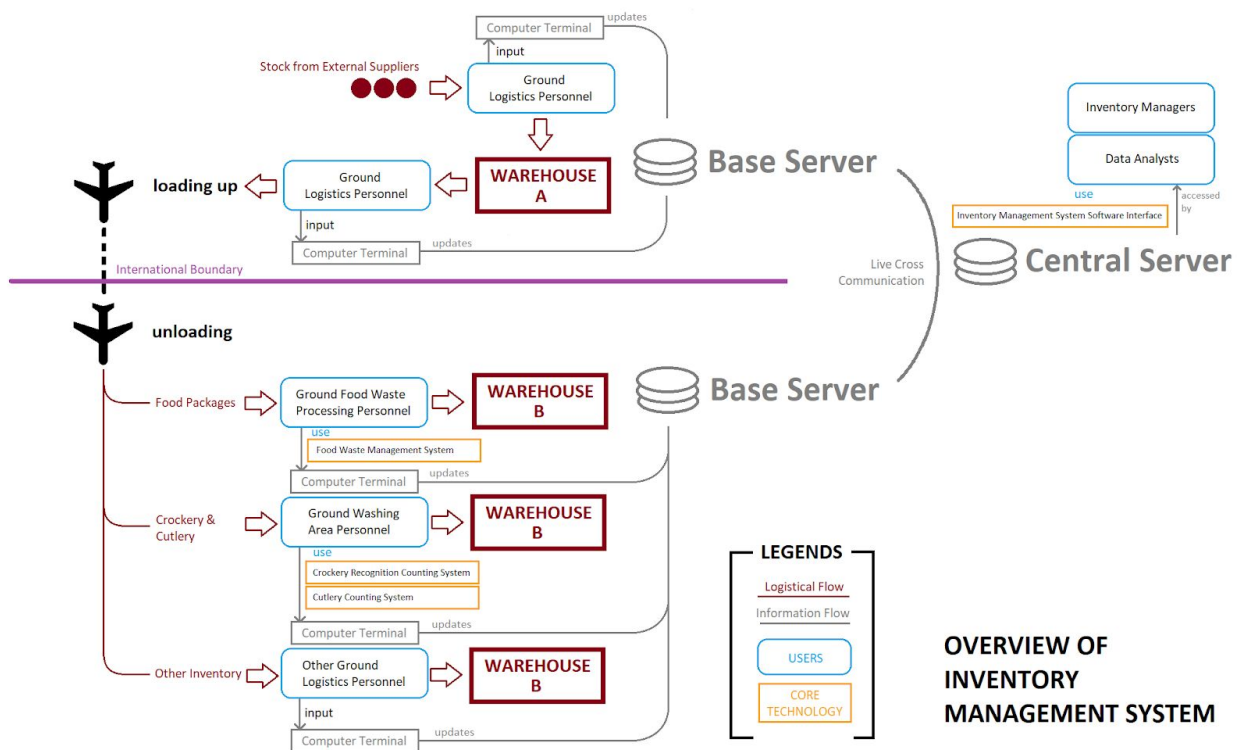 updates
Computer Terminal
input
Stock from External Suppliers
Ground
Logistics Personnel
Inventory Managers
Base Server
Data Analysts
loading up
Ground
Logistics Personnel
WAREHOUSE
A
use
accessed
by
Inventory Management System Software Interface
input
Computer Terminal
updates
International Boundary
Live Cross
Communication
Central Server
unloading
Food Packages
Ground Food Waste
Processing Personnel
WAREHOUSE
B
Base Server
use
Food Waste Management System
Computer Terminal
updates
Crockery &
Cutlery
Ground Washing
Area Personnel
WAREHOUSE
B
use
Crockery Recognition Counting System
Cutlery Counting System
Computer Terminal
updates
Other Inventory
Other Ground
Logistics Personnel
WAREHOUSE
B
input
Computer Terminal
updates
LEGENDS
Logistical Flow
Information Flow
USERS
CORE
TECHNOLOGY
OVERVIEW OF
INVENTORY
MANAGEMENT SYSTEM